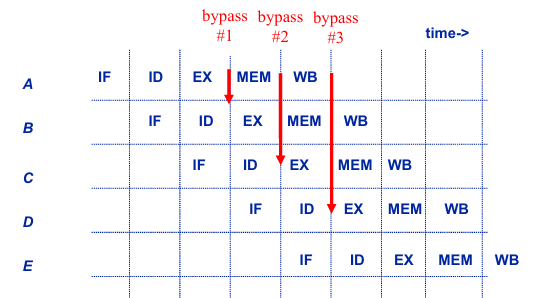 bypass bypass bypass
#1 #2 #3
time->
A IF ID EX MEM WB
B IF ID EX MEM WB
C IF ID EX MEM WB
D IF ID EX MEM WB
E IF ID EX MEM WB